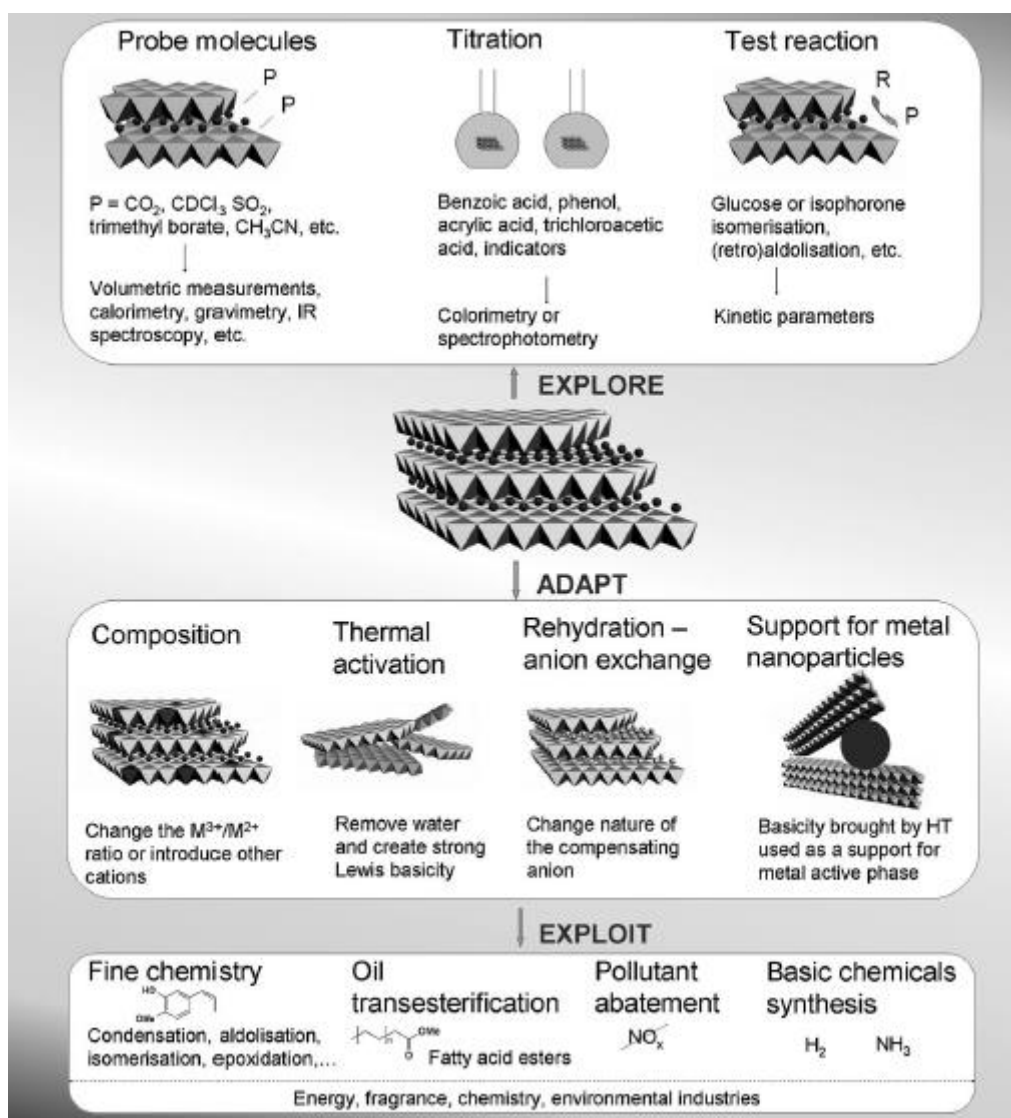 Probe molecules
P
P
P = CO₂, CDCl₃ SO₂,
trimethyl borate, CH₃CN, etc.
Volumetric measurements,
calorimetry, gravimetry, IR
spectroscopy, etc.
Titration
Benzoic acid, phenol,
acrylic acid, trichloroacetic
acid, indicators
Colorimetry or
spectrophotometry
Test reaction
R
P
Glucose or isophorone
isomerisation,
(retro)aldolisation, etc.
Kinetic parameters
EXPLORE
ADAPT
Composition
Change the M³⁺/M²⁺
ratio or introduce other
cations
Thermal
activation
Remove water
and create strong
Lewis basicity
Rehydration –
anion exchange
Change nature of
the compensating
anion
Support for metal
nanoparticles
Basicity brought by HT
used as a support for
metal active phase
EXPLOIT
Fine chemistry
HO
OMe
Condensation, aldolisation,
isomerisation, epoxidation,...
Oil
transesterification
n
OMe
O
Fatty acid esters
Pollutant
abatement
NOₓ
Basic chemicals
synthesis
H₂ NH₃
Energy, fragrance, chemistry, environmental industries